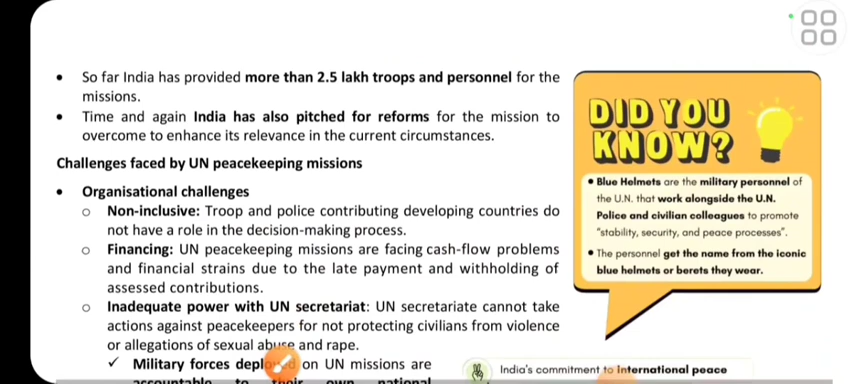 • So far India has provided more than 2.5 lakh troops and personnel for the
missions.
• Time and again India has also pitched for reforms for the mission to
overcome to enhance its relevance in the current circumstances.
Challenges faced by UN peacekeeping missions
• Organisational challenges
o Non-inclusive: Troop and police contributing developing countries do
not have a role in the decision-making process.
o Financing: UN peacekeeping missions are facing cash-flow problems
and financial strains due to the late payment and withholding of
assessed contributions.
o Inadequate power with UN secretariat: UN secretariate cannot take
actions against peacekeepers for not protecting civilians from violence
or allegations of sexual abuse and rape.
✓ Military forces deployed on UN missions are
accountable to their own national
DID YOU
KNOW?
• Blue Helmets are the military personnel of
the U.N. that work alongside the U.N.
Police and civilian colleagues to promote
"stability, security, and peace processes".
• The personnel get the name from the iconic
blue helmets or berets they wear.
India's commitment to international peace